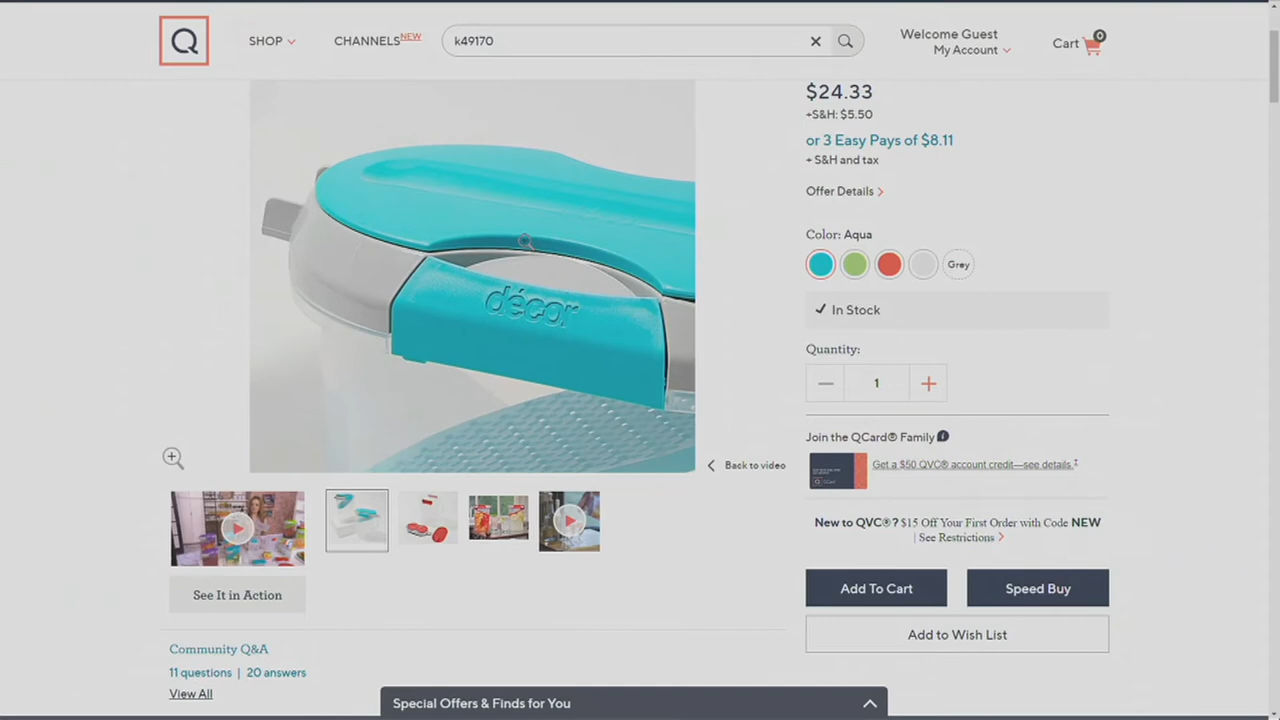 Q
SHOP
CHANNELS NEW
k49170
Welcome Guest
My Account
Cart 0
$24.33
+S&H: $5.50
or 3 Easy Pays of $8.11
+ S&H and tax
Offer Details
Color: Aqua
Grey
décor
In Stock
Quantity:
1
Join the QCard® Family
Back to video
Get a $50 QVC® account credit—see details.‡
New to QVC®? $15 Off Your First Order with Code NEW
| See Restrictions
See It in Action
Add To Cart
Speed Buy
Add to Wish List
Community Q&A
11 questions | 20 answers
View All
Special Offers & Finds for You